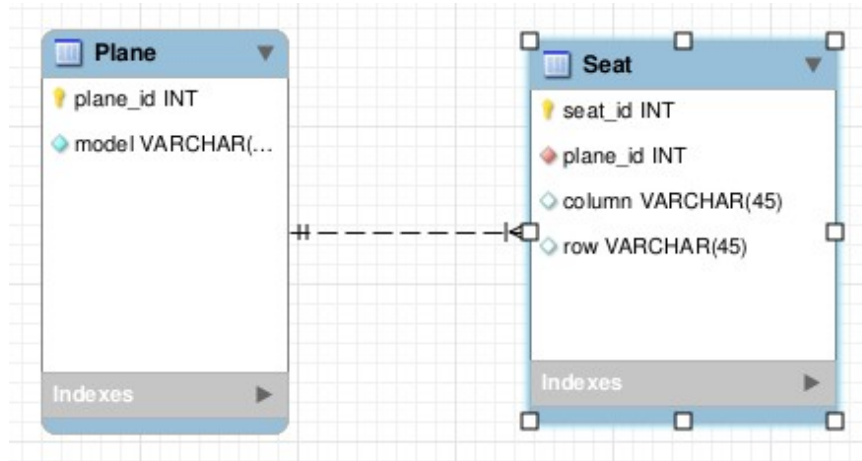 Plane
plane_id INT
model VARCHAR(...
Indexes
Seat
seat_id INT
plane_id INT
column VARCHAR(45)
row VARCHAR(45)
Indexes